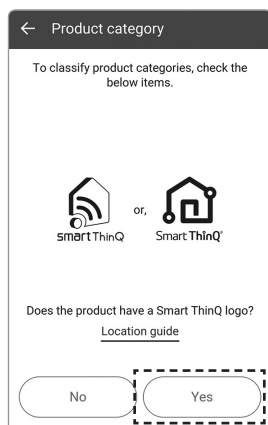 ← Product category
To classify product categories, check the
below items.
or,
smart ThinQ
Smart ThinQ®
Does the product have a Smart ThinQ logo?
Location guide
No
Yes